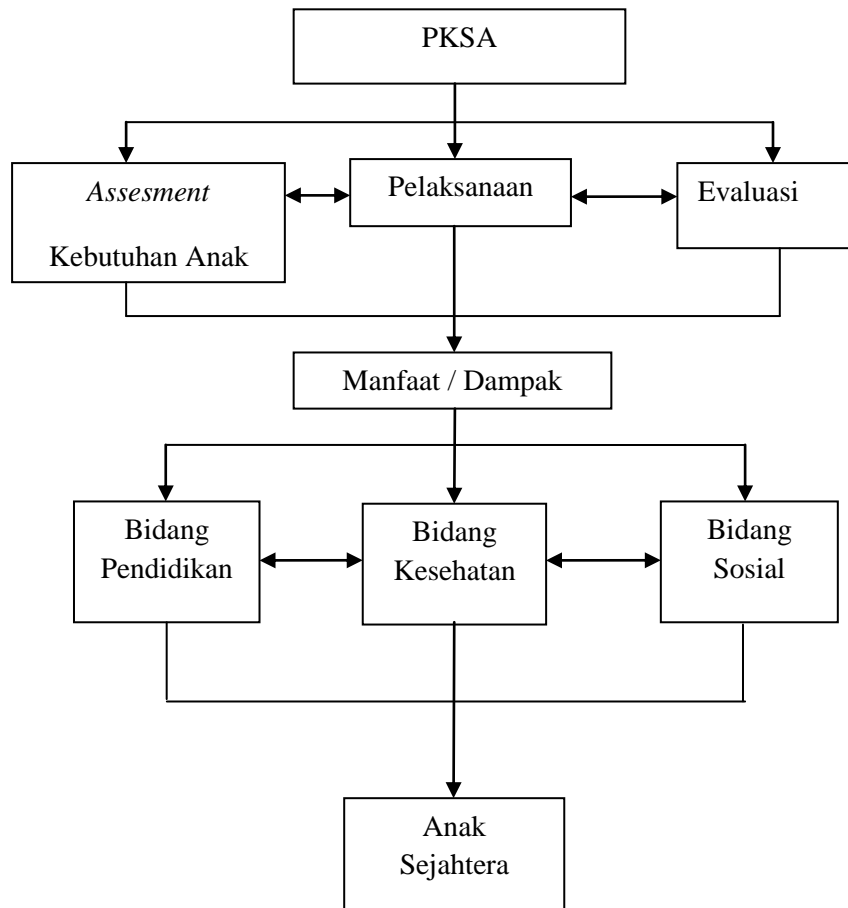 PKSA
Assesment
Kebutuhan Anak
Pelaksanaan
Evaluasi
Manfaat / Dampak
Bidang
Pendidikan
Bidang
Kesehatan
Bidang
Sosial
Anak
Sejahtera